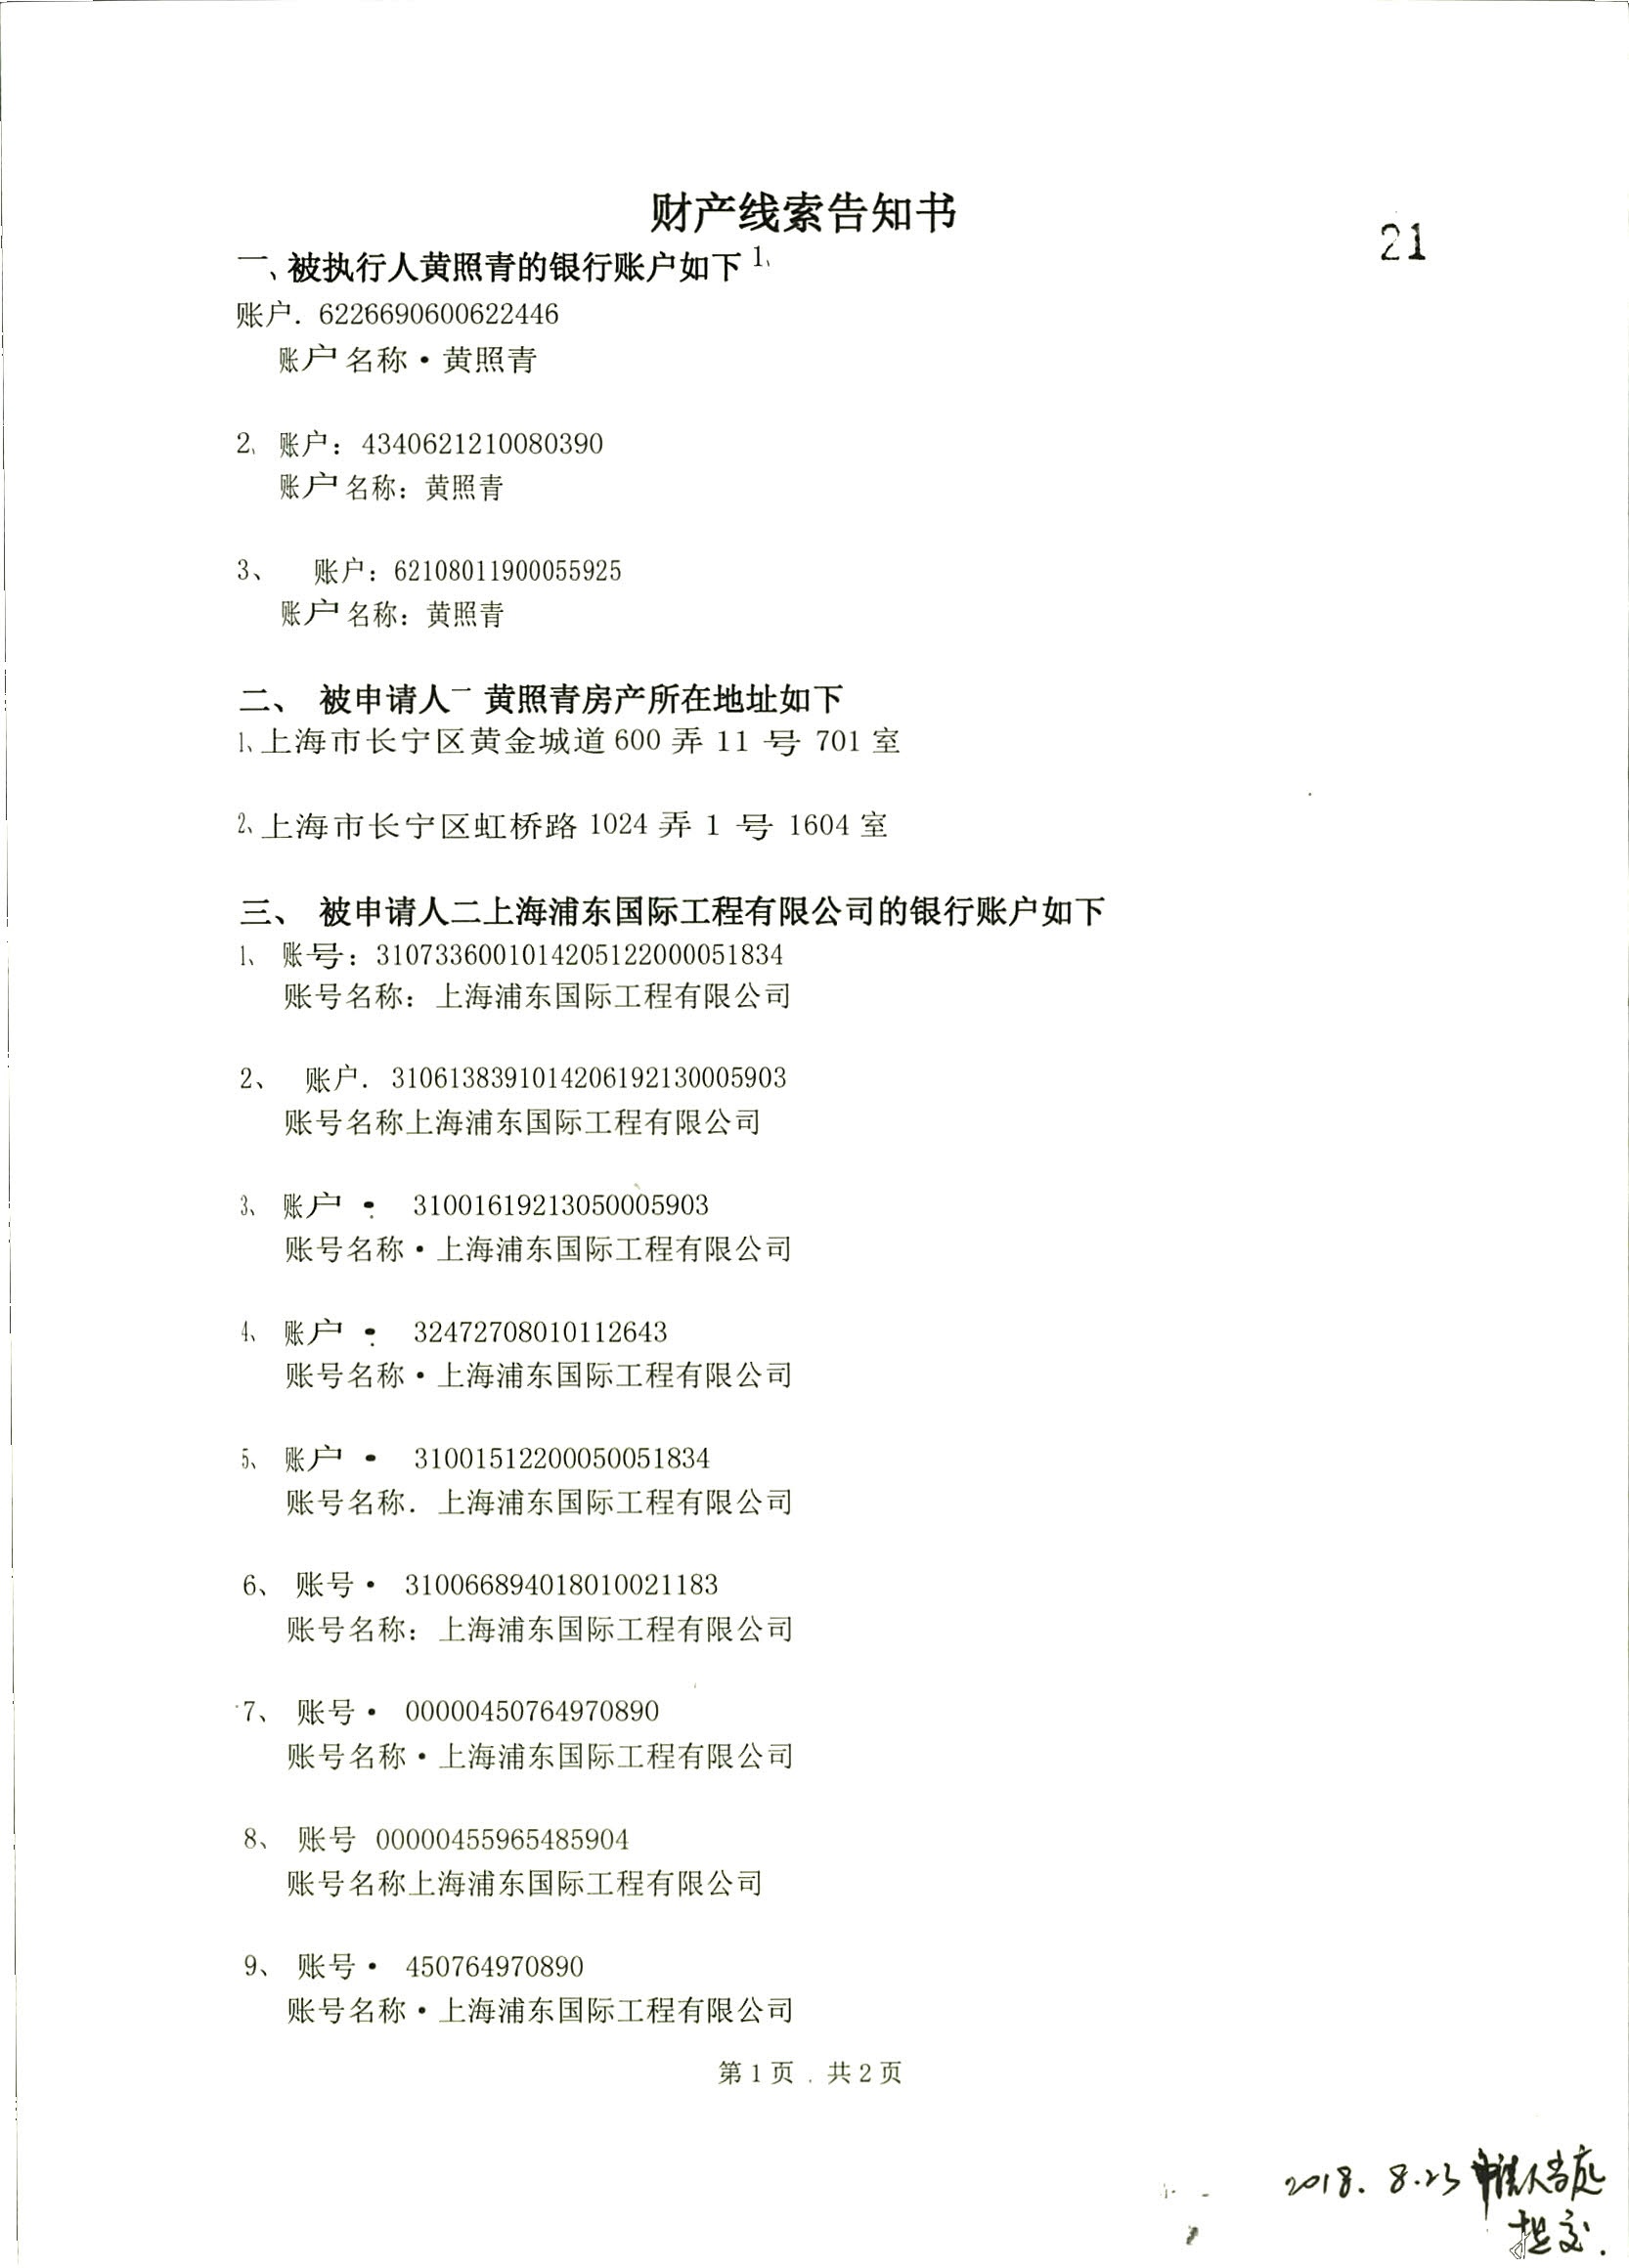 财产线索告知书
21
一、被执行人黄照青的银行账户如下1、
账户．6226690600622446
账户名称·黄照青
2、账户：4340621210080390
账户名称：黄照青
3、 账户：62108011900055925
账户名称：黄照青
二、 被申请人一 黄照青房产所在地址如下
1、上海市长宁区黄金城道600弄11号701室
2、上海市长宁区虹桥路1024弄1号1604室
三、 被申请人二上海浦东国际工程有限公司的银行账户如下
1、 账号：3107336001014205122000051834
账号名称：上海浦东国际工程有限公司
2、 账户．3106138391014206192130005903
账号名称上海浦东国际工程有限公司
3、 账户： 31001619213050005903
账号名称·上海浦东国际工程有限公司
4、 账户： 32472708010112643
账号名称·上海浦东国际工程有限公司
5、 账户· 31001512200050051834
账号名称．上海浦东国际工程有限公司
6、 账号· 310066894018010021183
账号名称：上海浦东国际工程有限公司
7、 账号· 00000450764970890
账号名称·上海浦东国际工程有限公司
8、 账号 00000455965485904
账号名称上海浦东国际工程有限公司
9、 账号· 450764970890
账号名称·上海浦东国际工程有限公司
第1页．共2页
2018.8.23 申请人当庭
提交.